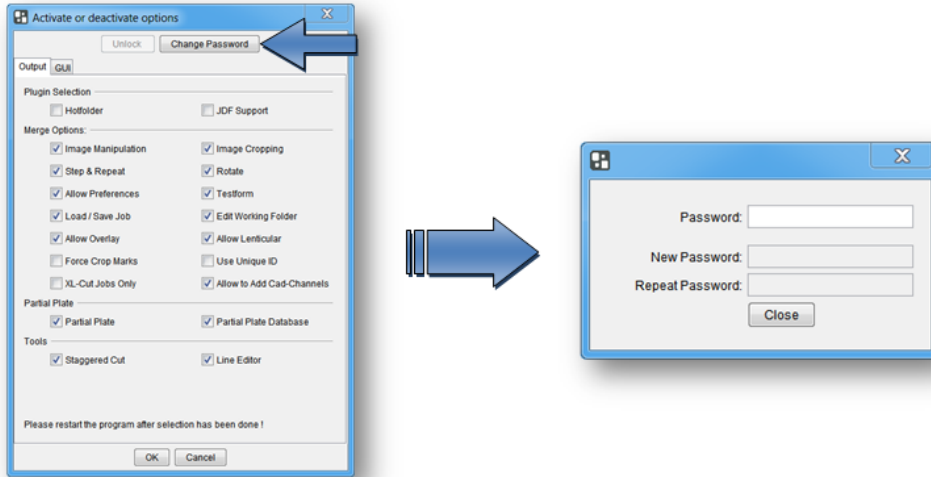 Activate or deactivate options
Unlock Change Password
Output GUI
Plugin Selection
Hotfolder JDF Support
Merge Options:
Image Manipulation Image Cropping
Step & Repeat Rotate
Allow Preferences Testform
Load / Save Job Edit Working Folder
Allow Overlay Allow Lenticular
Force Crop Marks Use Unique ID
XL-Cut Jobs Only Allow to Add Cad-Channels
Partial Plate
Partial Plate Partial Plate Database
Tools
Staggered Cut Line Editor
Please restart the program after selection has been done !
OK Cancel
Password:
New Password:
Repeat Password:
Close